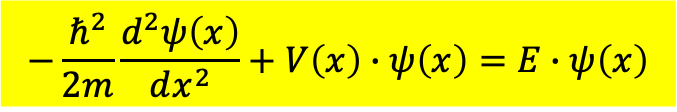 −ℏ²/2m d²ψ(x)/dx² + V(x) · ψ(x) = E · ψ(x)